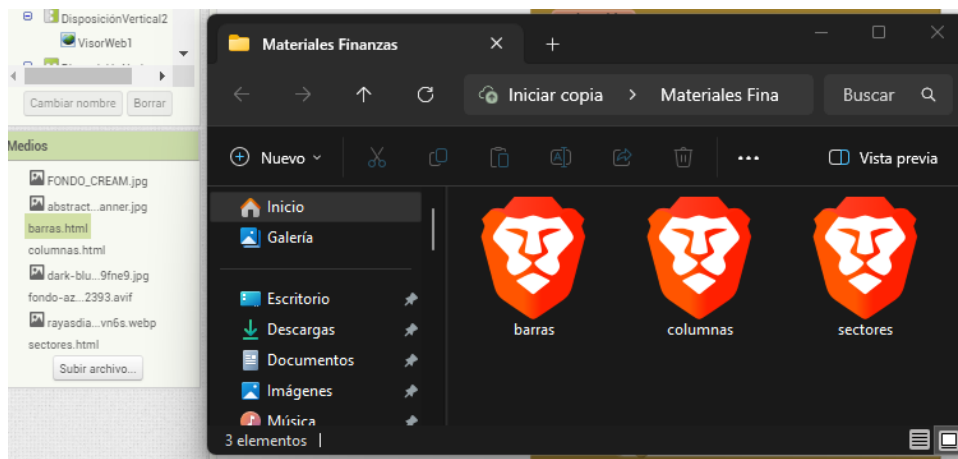 DisposiciónVertical2
VisorWeb1
Cambiar nombre
Borrar
Medios
FONDO_CREAM.jpg
abstract...anner.jpg
barras.html
columnas.html
dark-blu...9fne9.jpg
fondo-az...2393.avif
rayasdia...vn6s.webp
sectores.html
Subir archivo...
Materiales Finanzas
Iniciar copia > Materiales Fina
Buscar
Nuevo
Vista previa
Inicio
Galería
Escritorio
Descargas
Documentos
Imágenes
Música
barras
columnas
sectores
3 elementos